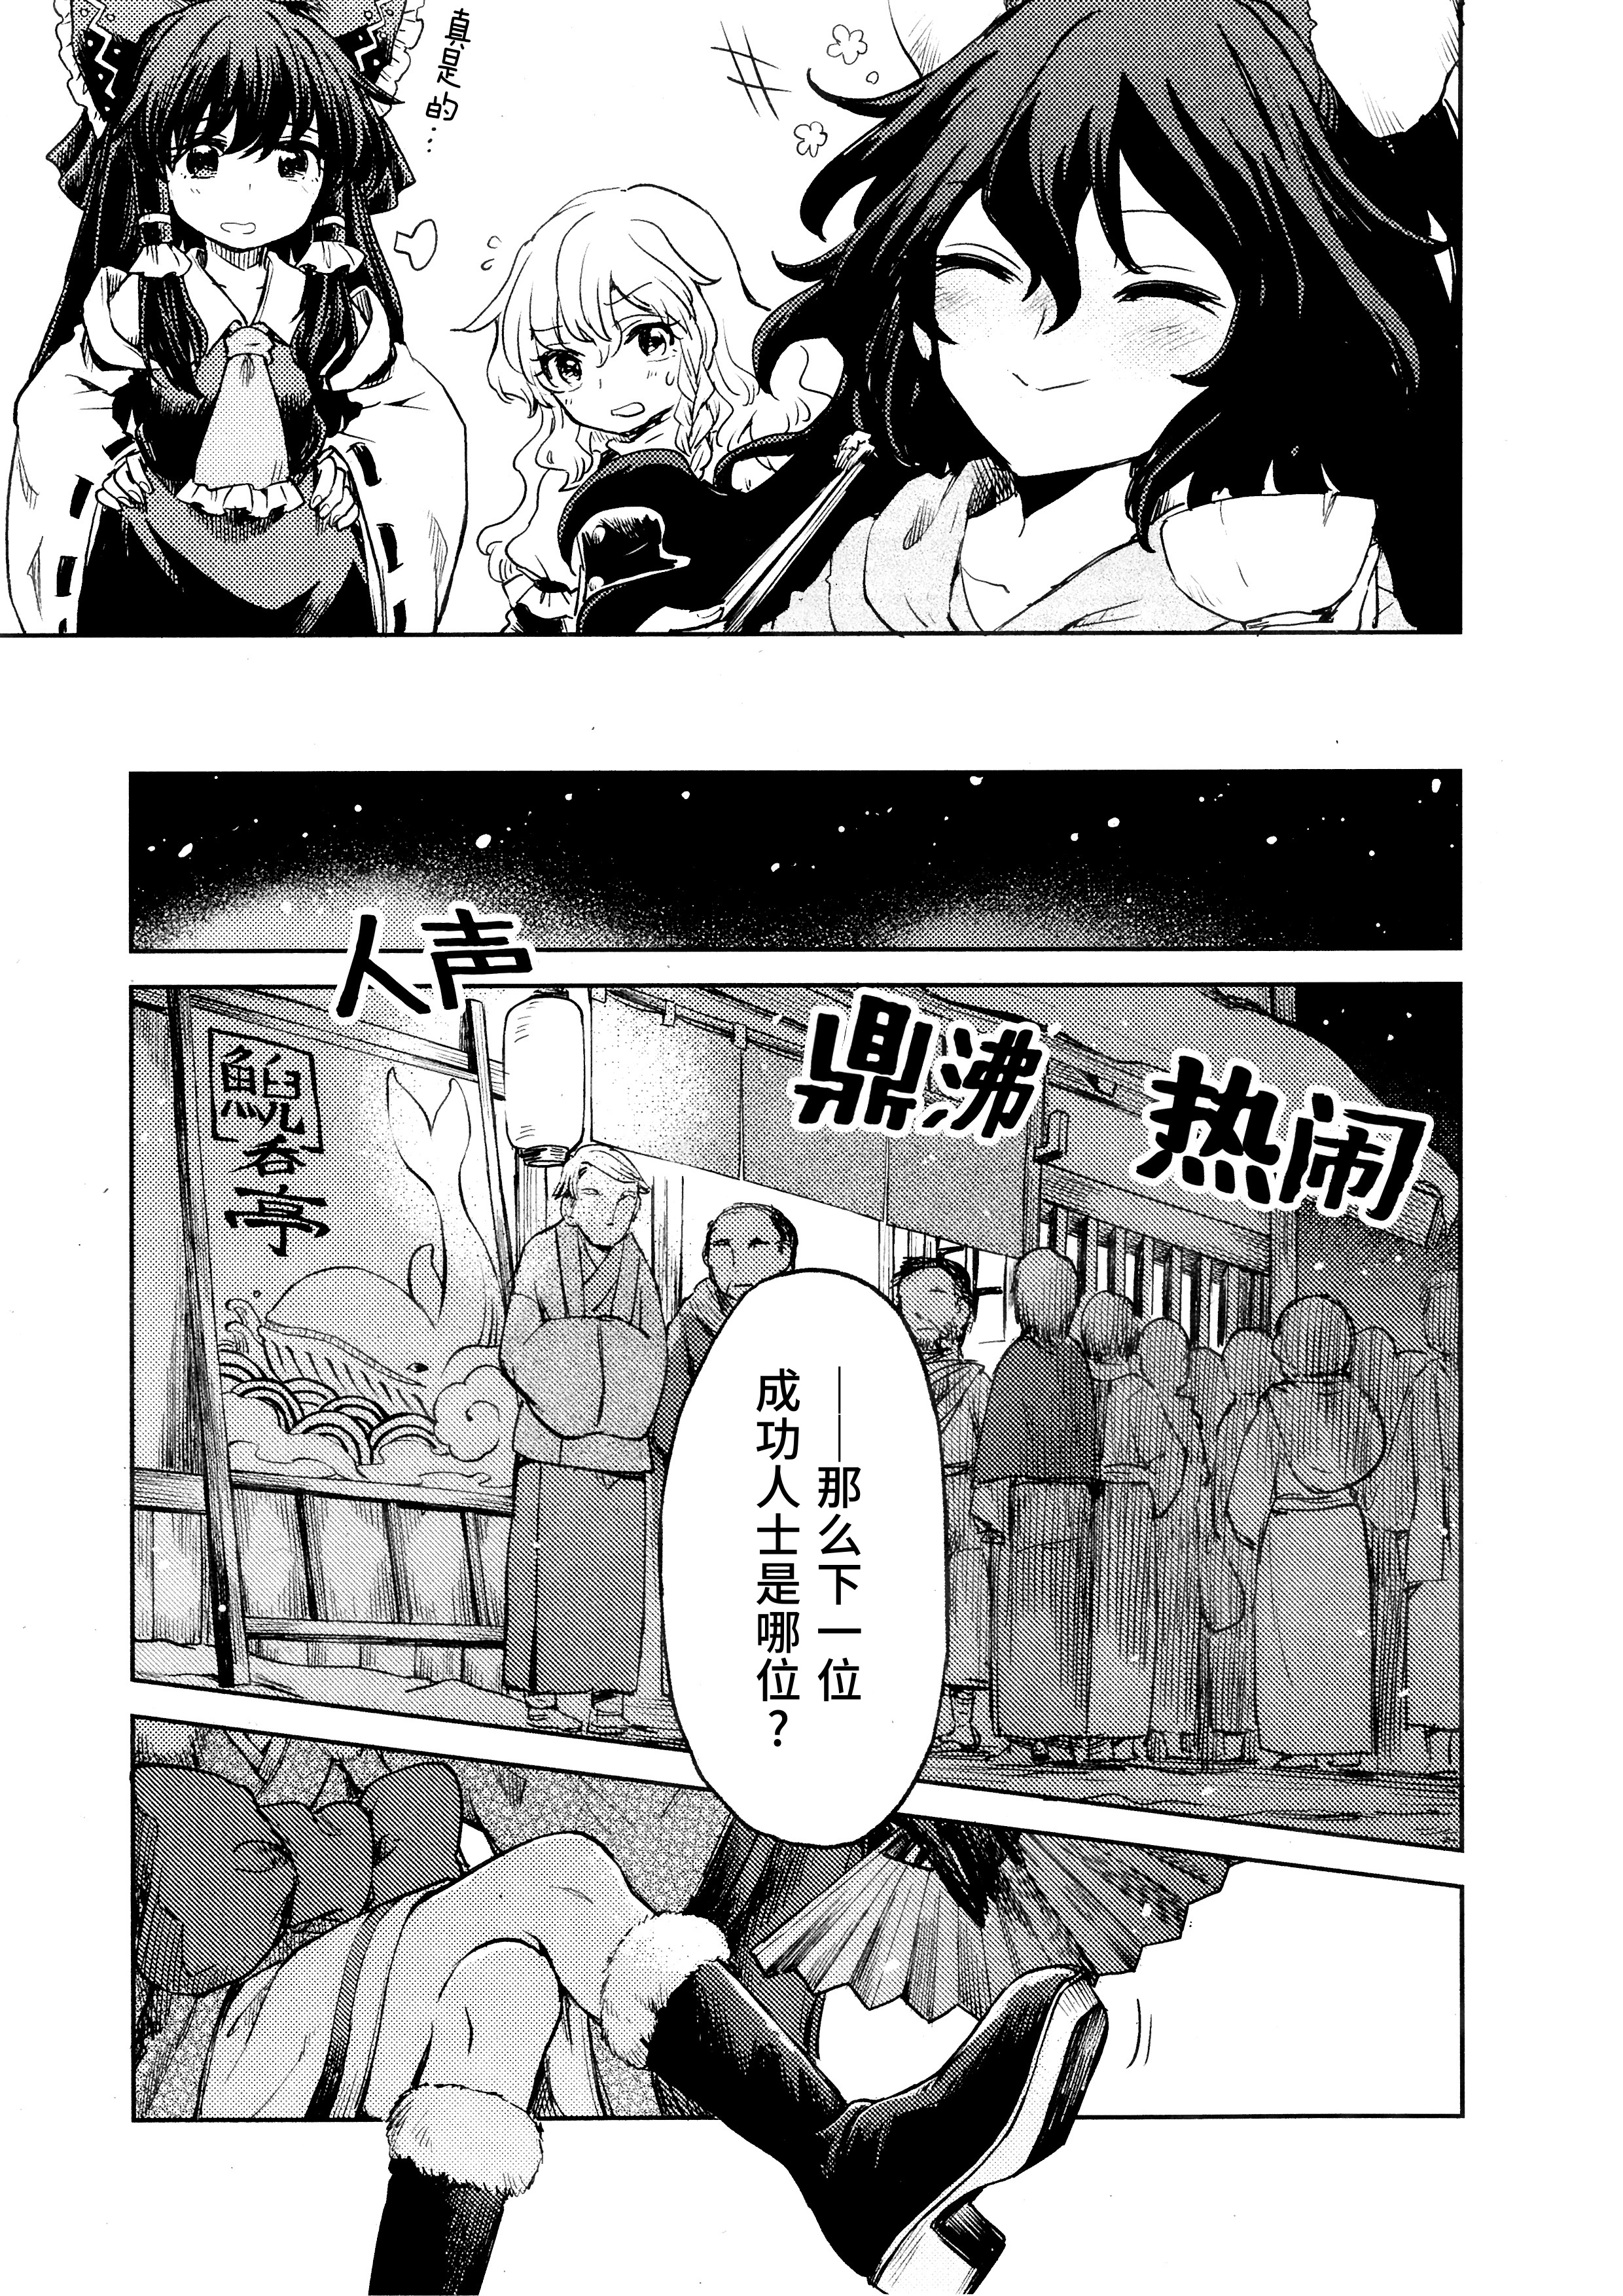 真是的…
人声
鼎沸
热闹
鯢呑亭
——那么下一位
成功人士是哪位？